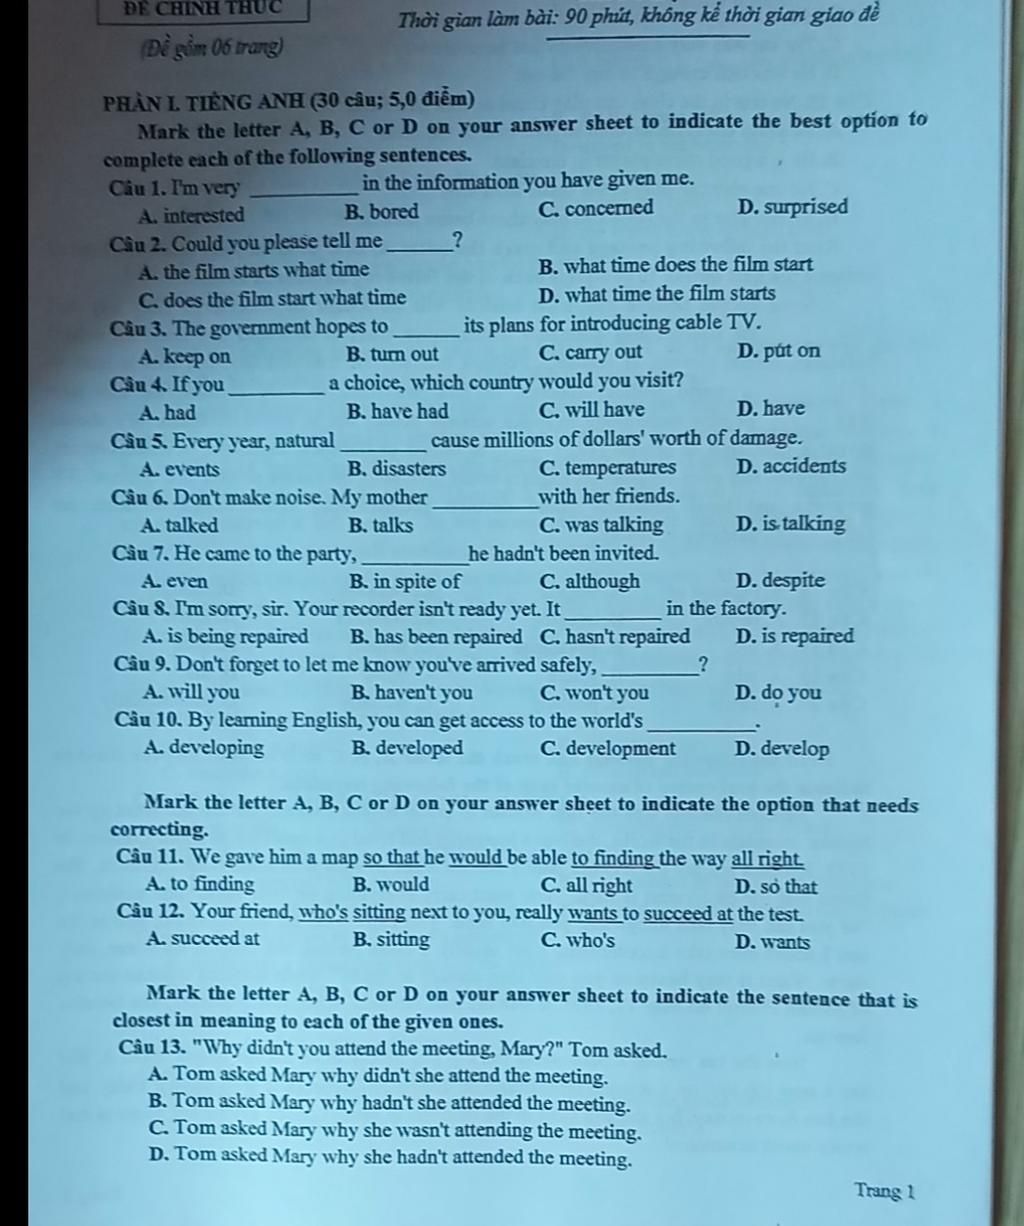 ĐỀ CHÍNH THỨC
Thời gian làm bài: 90 phút, không kể thời gian giao đề
(Đề gồm 06 trang)
PHẦN I. TIẾNG ANH (30 câu; 5,0 điểm)
Mark the letter A, B, C or D on your answer sheet to indicate the best option to
complete each of the following sentences.
Câu 1. I'm very __________ in the information you have given me.
A. interested B. bored C. concerned D. surprised
Câu 2. Could you please tell me ______?
A. the film starts what time B. what time does the film start
C. does the film start what time D. what time the film starts
Câu 3. The government hopes to ______ its plans for introducing cable TV.
A. keep on B. turn out C. carry out D. put on
Câu 4. If you _________ a choice, which country would you visit?
A. had B. have had C. will have D. have
Câu 5. Every year, natural ________ cause millions of dollars' worth of damage.
A. events B. disasters C. temperatures D. accidents
Câu 6. Don't make noise. My mother __________ with her friends.
A. talked B. talks C. was talking D. is talking
Câu 7. He came to the party, __________ he hadn't been invited.
A. even B. in spite of C. although D. despite
Câu 8. I'm sorry, sir. Your recorder isn't ready yet. It _________ in the factory.
A. is being repaired B. has been repaired C. hasn't repaired D. is repaired
Câu 9. Don't forget to let me know you've arrived safely, _________?
A. will you B. haven't you C. won't you D. do you
Câu 10. By learning English, you can get access to the world's __________.
A. developing B. developed C. development D. develop
Mark the letter A, B, C or D on your answer sheet to indicate the option that needs
correcting.
Câu 11. We gave him a map so that he would be able to finding the way all right.
A. to finding B. would C. all right D. so that
Câu 12. Your friend, who's sitting next to you, really wants to succeed at the test.
A. succeed at B. sitting C. who's D. wants
Mark the letter A, B, C or D on your answer sheet to indicate the sentence that is
closest in meaning to each of the given ones.
Câu 13. "Why didn't you attend the meeting, Mary?" Tom asked.
A. Tom asked Mary why didn't she attend the meeting.
B. Tom asked Mary why hadn't she attended the meeting.
C. Tom asked Mary why she wasn't attending the meeting.
D. Tom asked Mary why she hadn't attended the meeting.
Trang 1